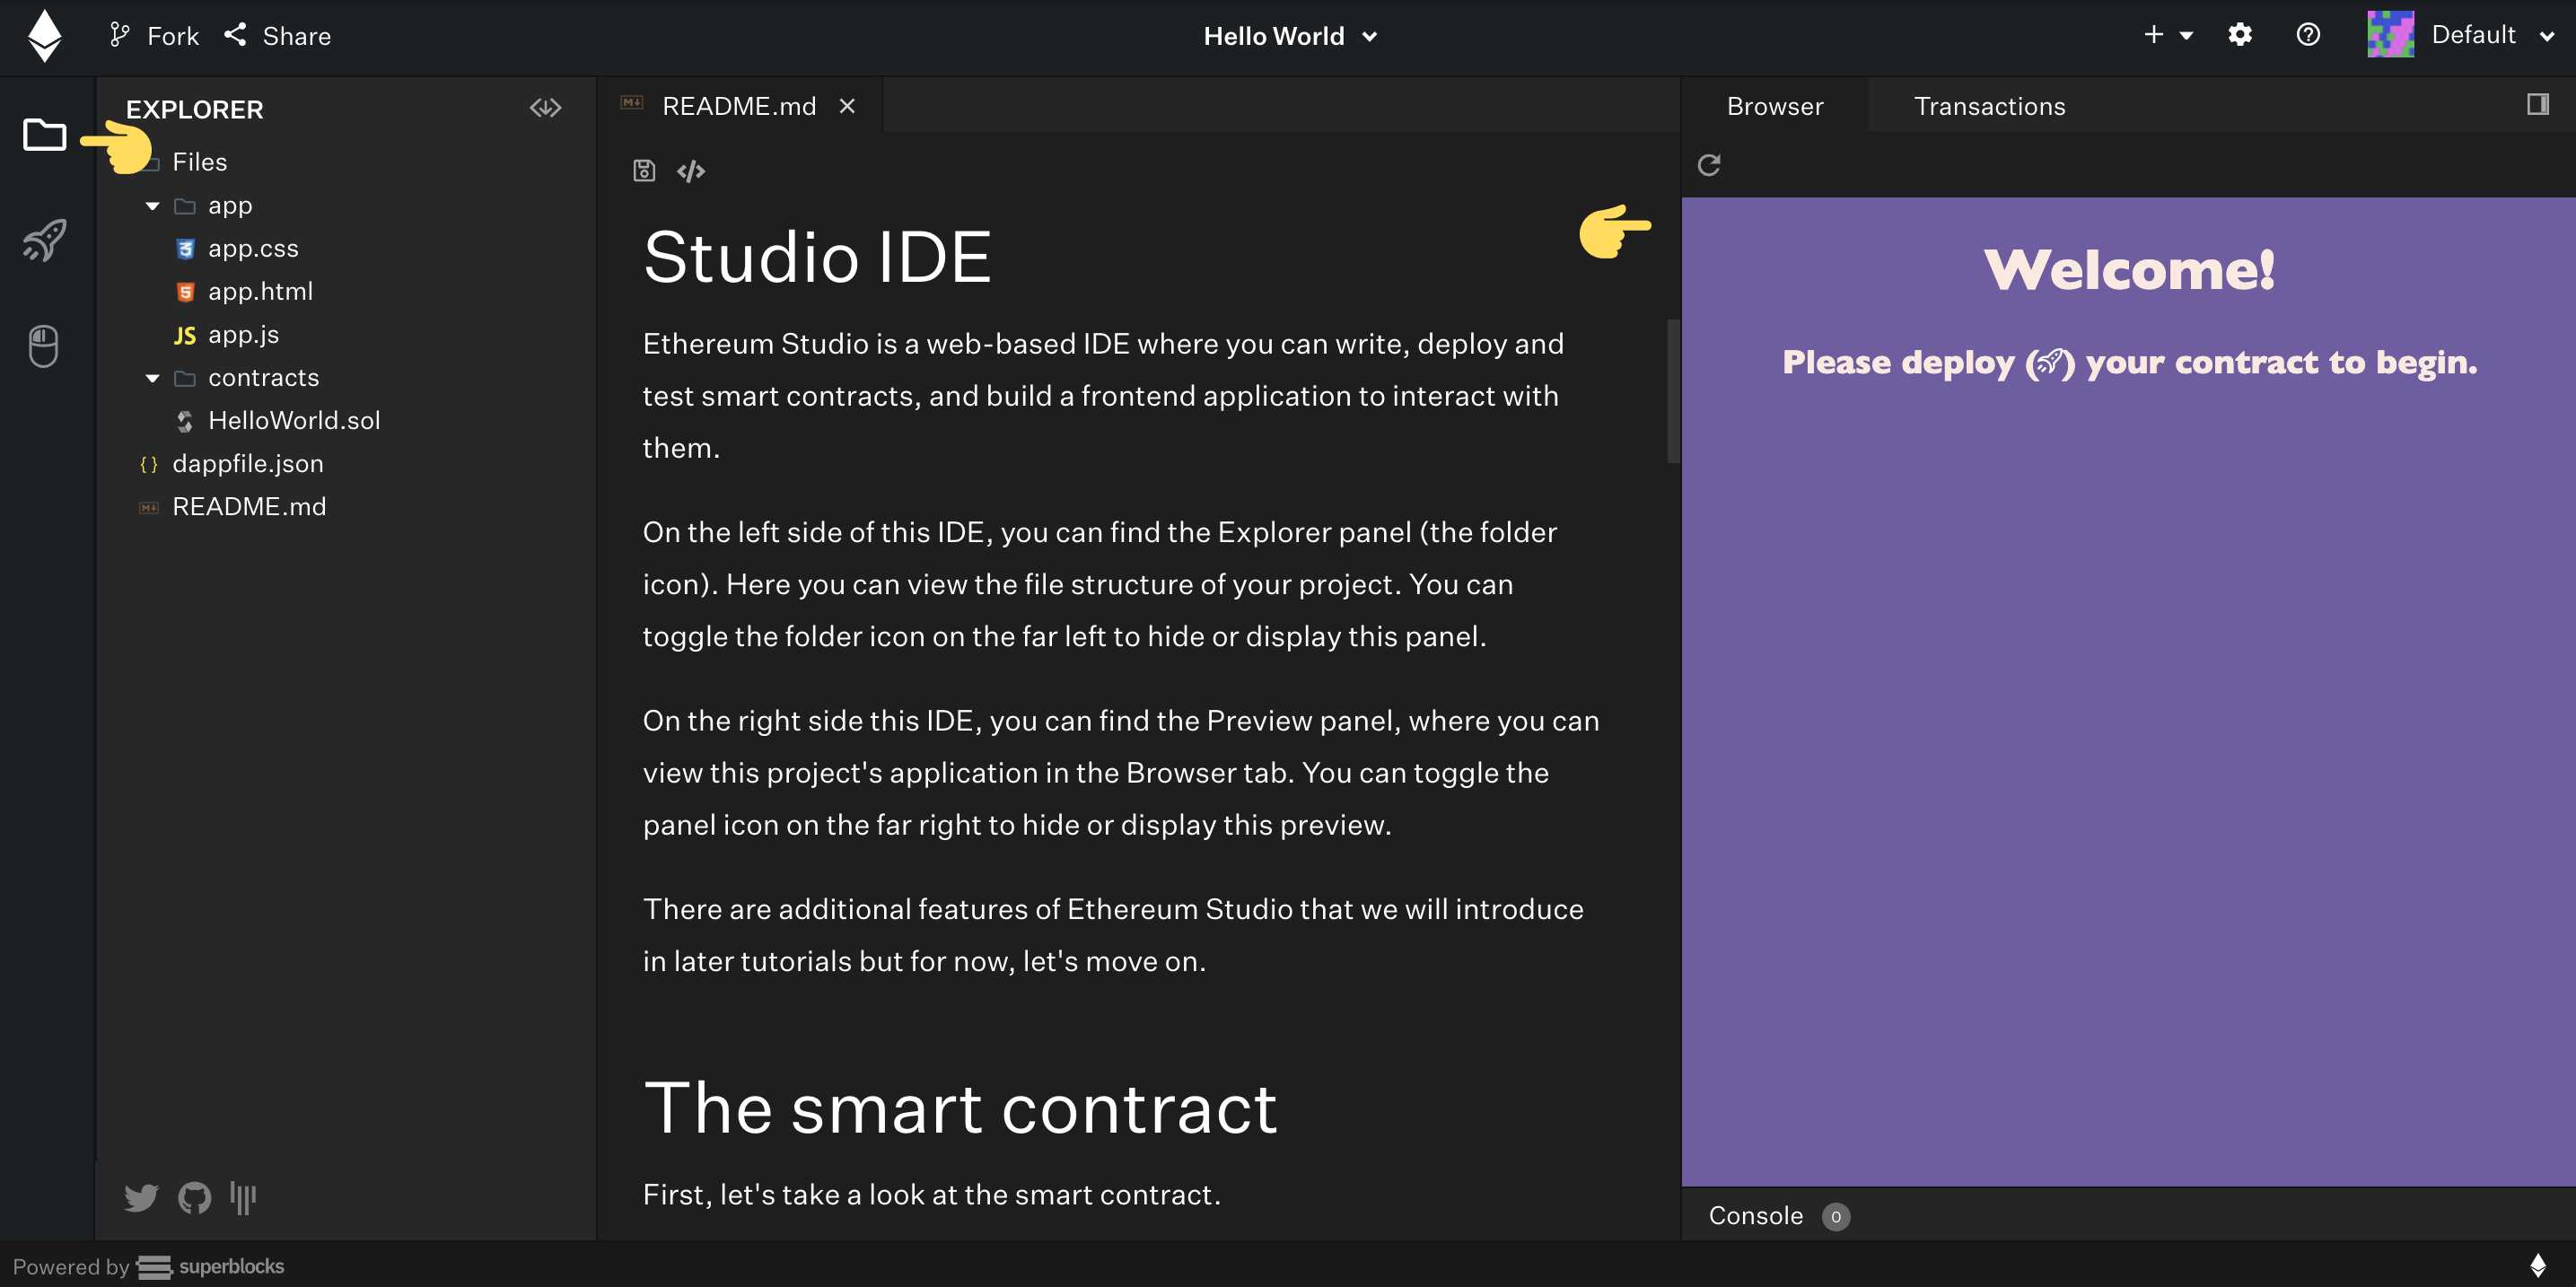 Fork Share
Hello World
Default
EXPLORER
Files
app
app.css
app.html
JS app.js
contracts
HelloWorld.sol
{ } dappfile.json
M↓ README.md
Powered by superblocks
M↓ README.md
Studio IDE
Ethereum Studio is a web-based IDE where you can write, deploy and
test smart contracts, and build a frontend application to interact with
them.
On the left side of this IDE, you can find the Explorer panel (the folder
icon). Here you can view the file structure of your project. You can
toggle the folder icon on the far left to hide or display this panel.
On the right side this IDE, you can find the Preview panel, where you can
view this project's application in the Browser tab. You can toggle the
panel icon on the far right to hide or display this preview.
There are additional features of Ethereum Studio that we will introduce
in later tutorials but for now, let's move on.
The smart contract
First, let's take a look at the smart contract.
Browser Transactions
Welcome!
Please deploy () your contract to begin.
Console 0